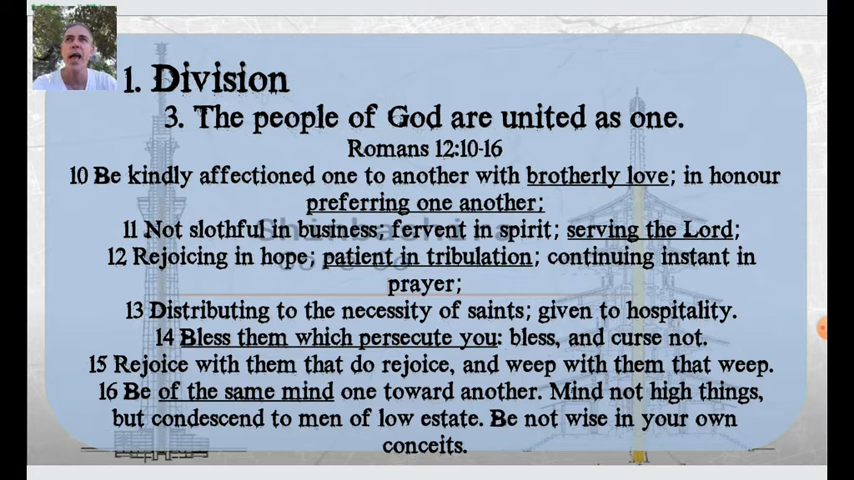 1. Division
3. The people of God are united as one.
Romans 12:10-16
10 Be kindly affectioned one to another with brotherly love; in honour
preferring one another;
11 Not slothful in business; fervent in spirit; serving the Lord;
12 Rejoicing in hope; patient in tribulation; continuing instant in
prayer;
13 Distributing to the necessity of saints; given to hospitality.
14 Bless them which persecute you: bless, and curse not.
15 Rejoice with them that do rejoice, and weep with them that weep.
16 Be of the same mind one toward another. Mind not high things,
but condescend to men of low estate. Be not wise in your own
conceits.